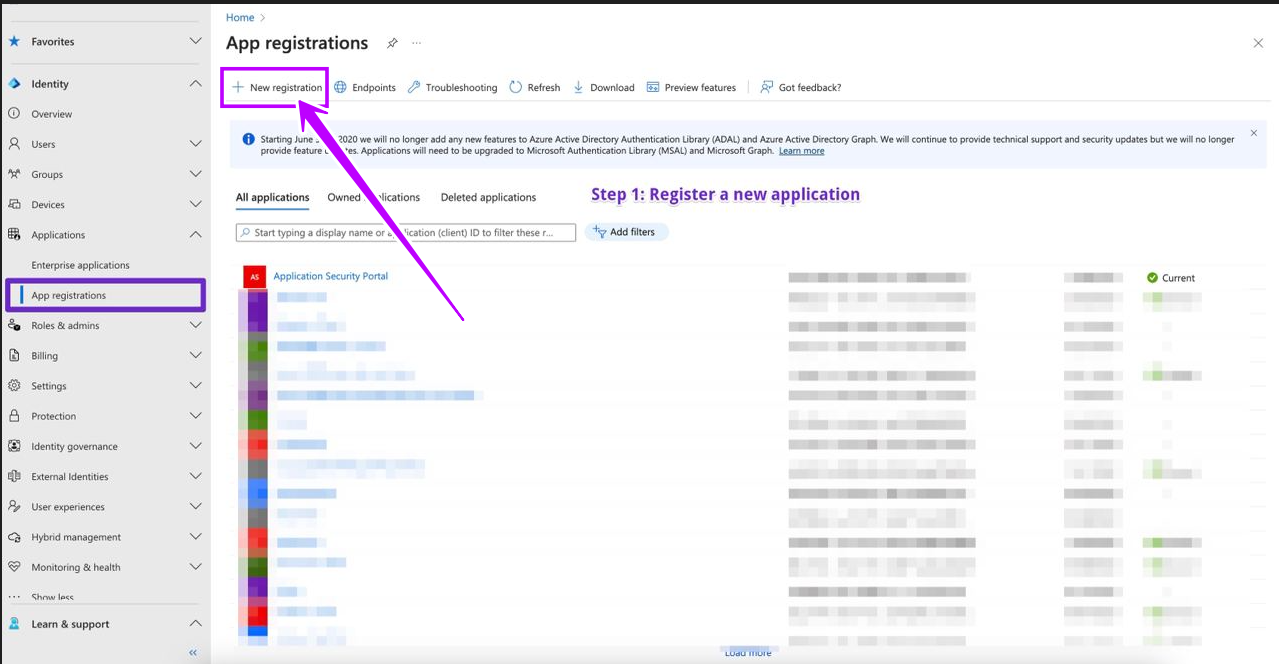 Home
App registrations
New registration
Endpoints
Troubleshooting
Refresh
Download
Preview features
Got feedback?
Starting June 2020 we will no longer add any new features to Azure Active Directory Authentication Library (ADAL) and Azure Active Directory Graph. We will continue to provide technical support and security updates but we will no longer
provide feature Applications will need to be upgraded to Microsoft Authentication Library (MSAL) and Microsoft Graph. Learn more
All applications
Owned
Deleted applications
Step 1: Register a new application
Start typing a display name or (client) ID to filter these r...
Add filters
AS
Application Security Portal
Current
Load more
Favorites
Identity
Overview
Users
Groups
Devices
Applications
Enterprise applications
App registrations
Roles & admins
Billing
Settings
Protection
Identity governance
External Identities
User experiences
Hybrid management
Monitoring & health
Show less
Learn & support